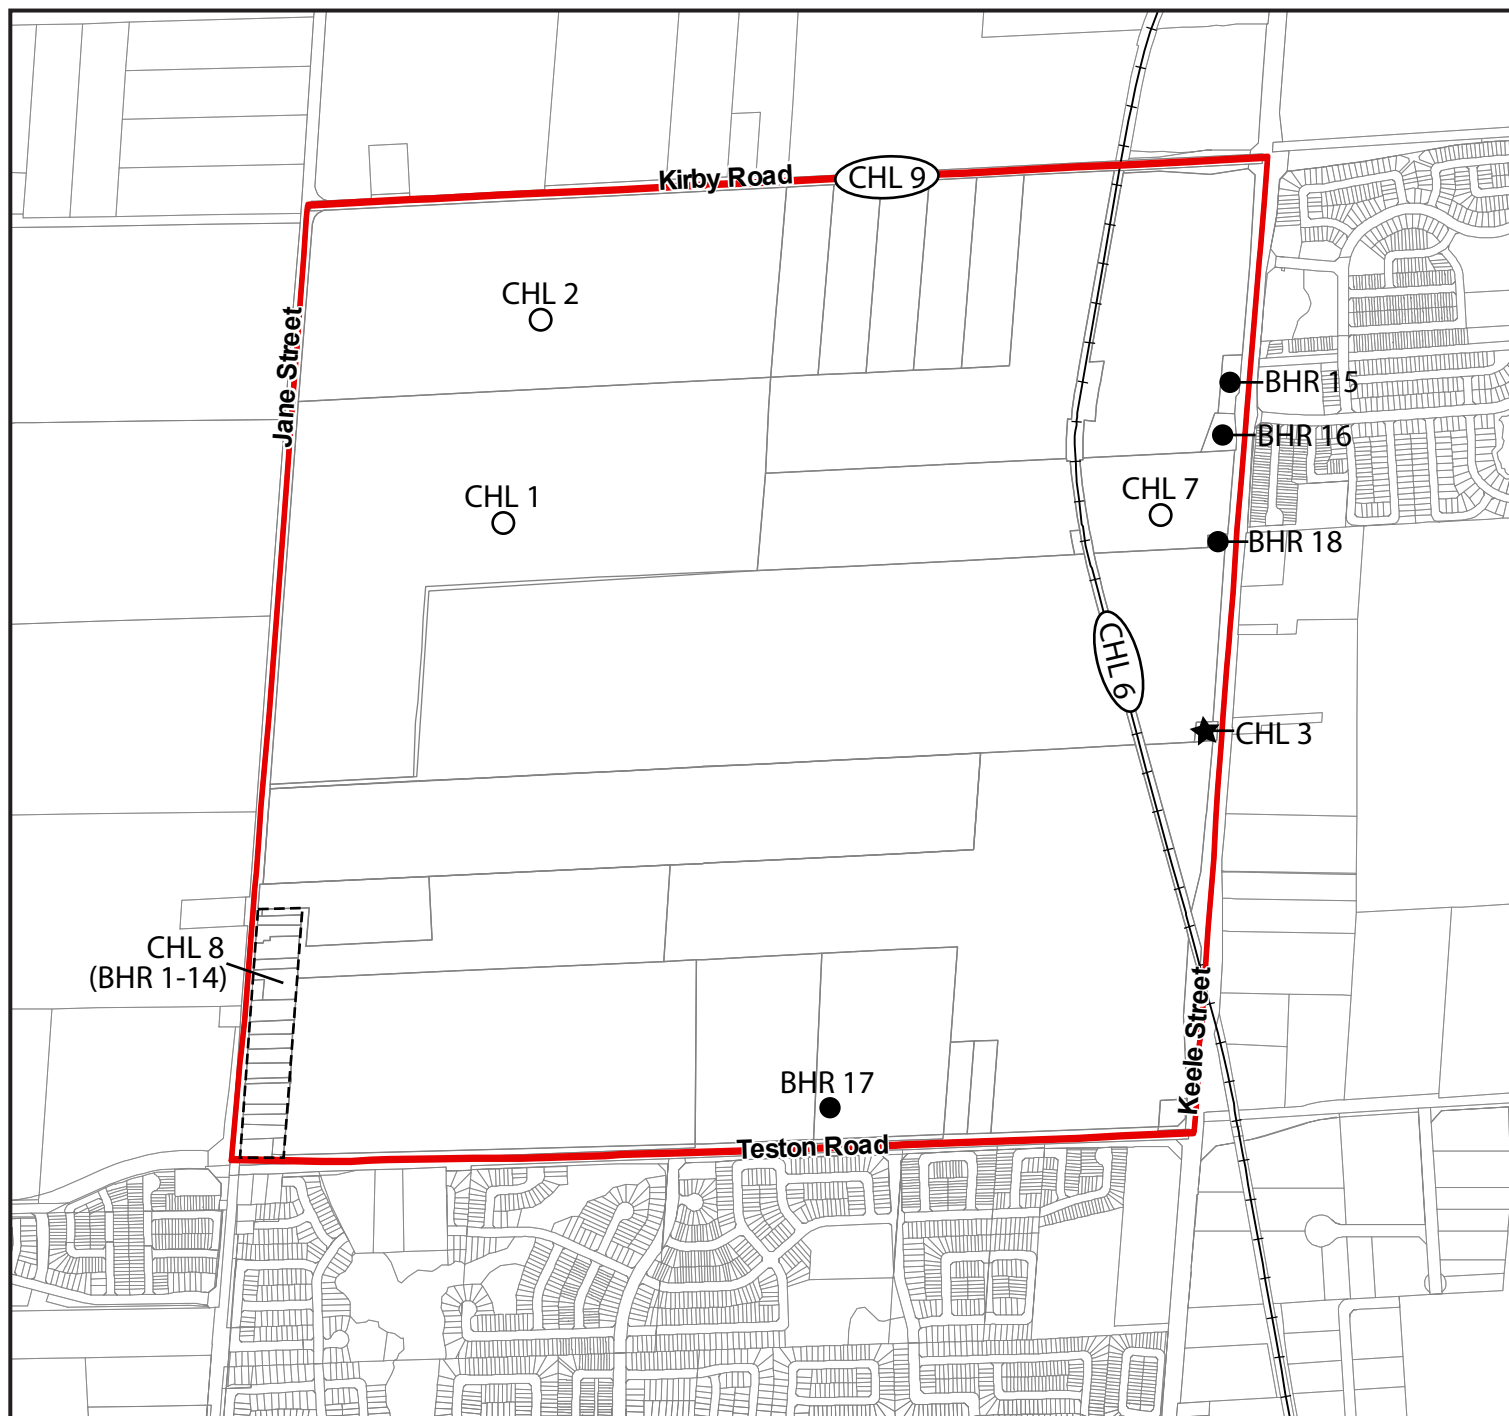 Kirby Road
CHL 9
CHL 2
Jane Street
BHR 15
BHR 16
CHL 1
CHL 7
BHR 18
CHL 6
CHL 3
CHL 8
(BHR 1-14)
Keele Street
BHR 17
Teston Road